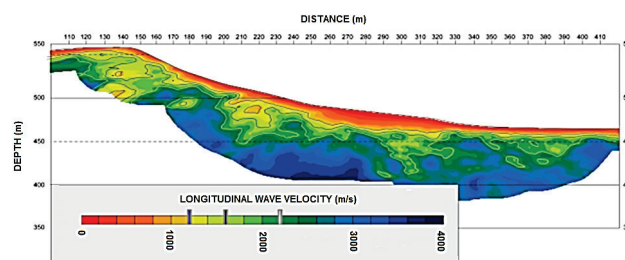 DISTANCE (m)
110 120 130 140 150 160 170 180 190 200 210 220 230 240 250 260 270 280 290 300 310 320 330 340 350 360 370 380 390 400 410
550
500
450
400
350
DEPTH (m)
LONGITUDINAL WAVE VELOCITY (m/s)
0 1000 2000 3000 4000